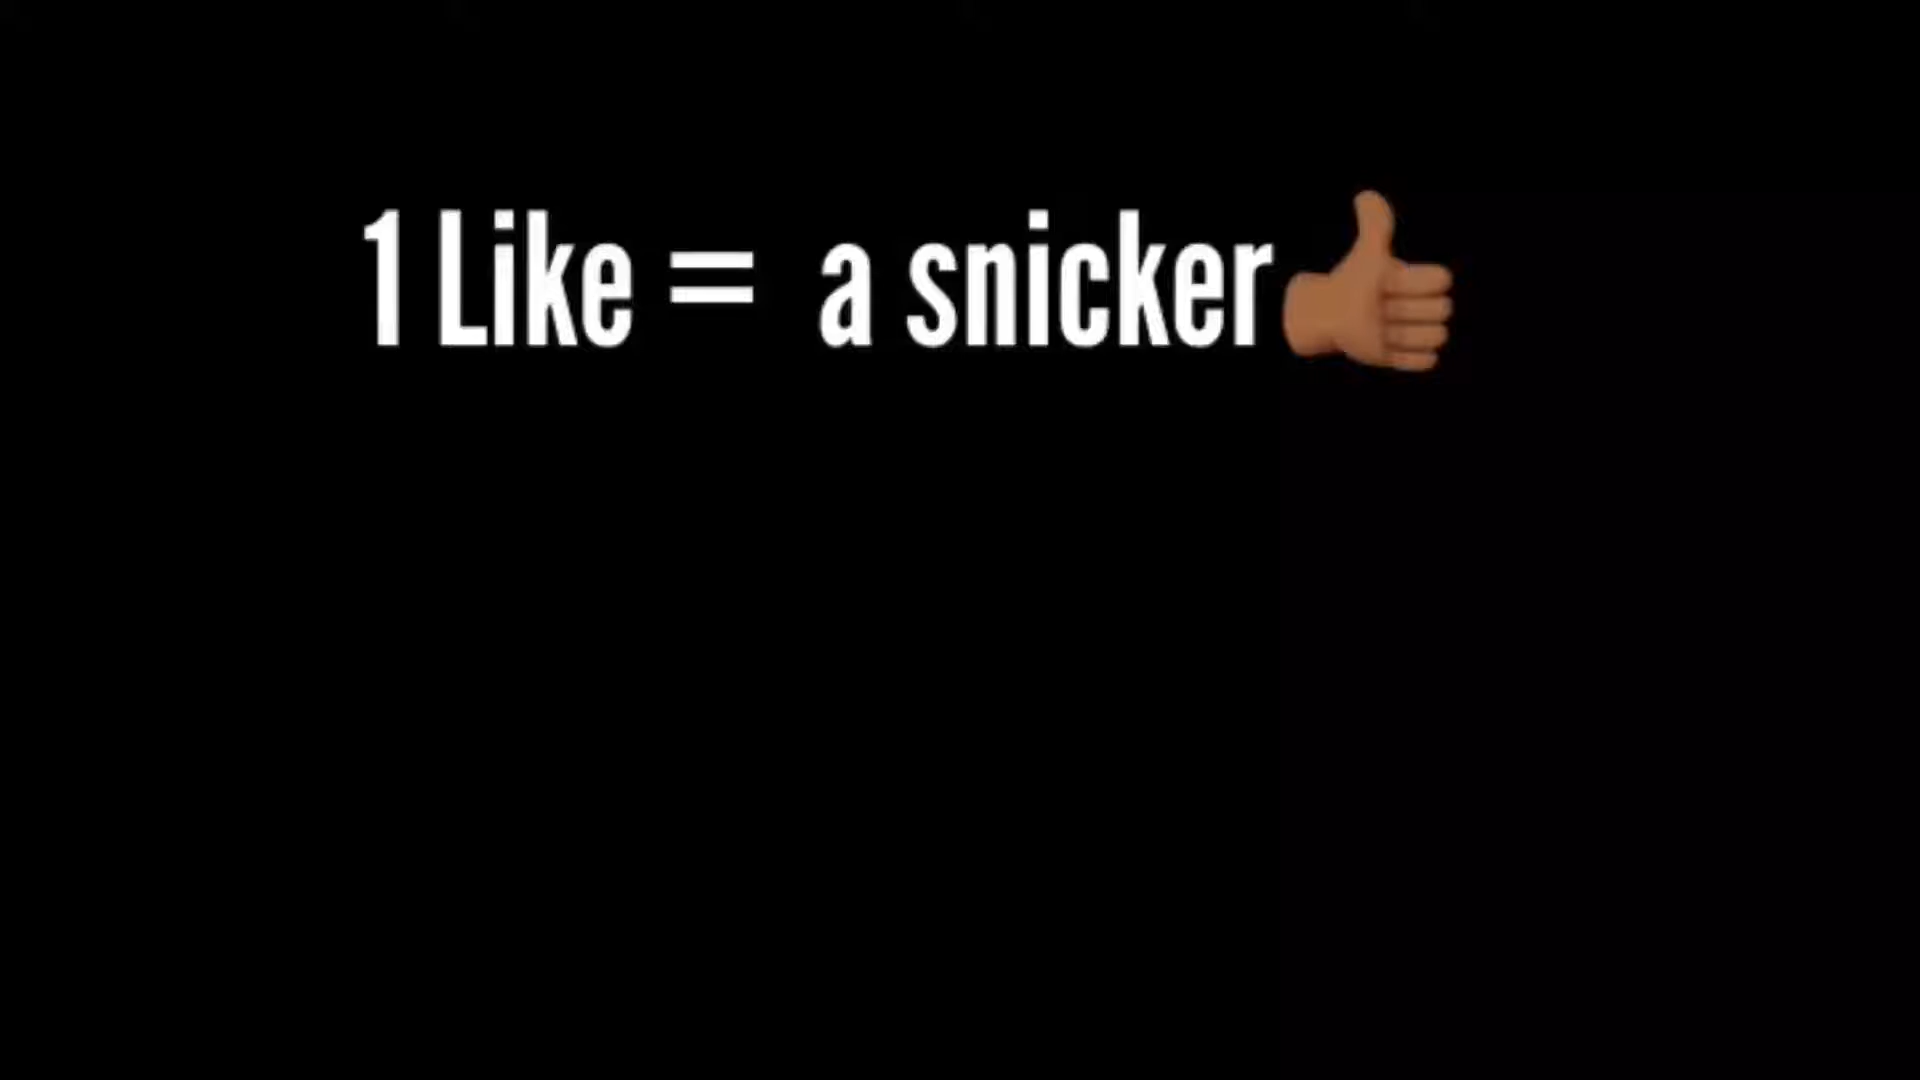 1 Like = a snicker👍🏾